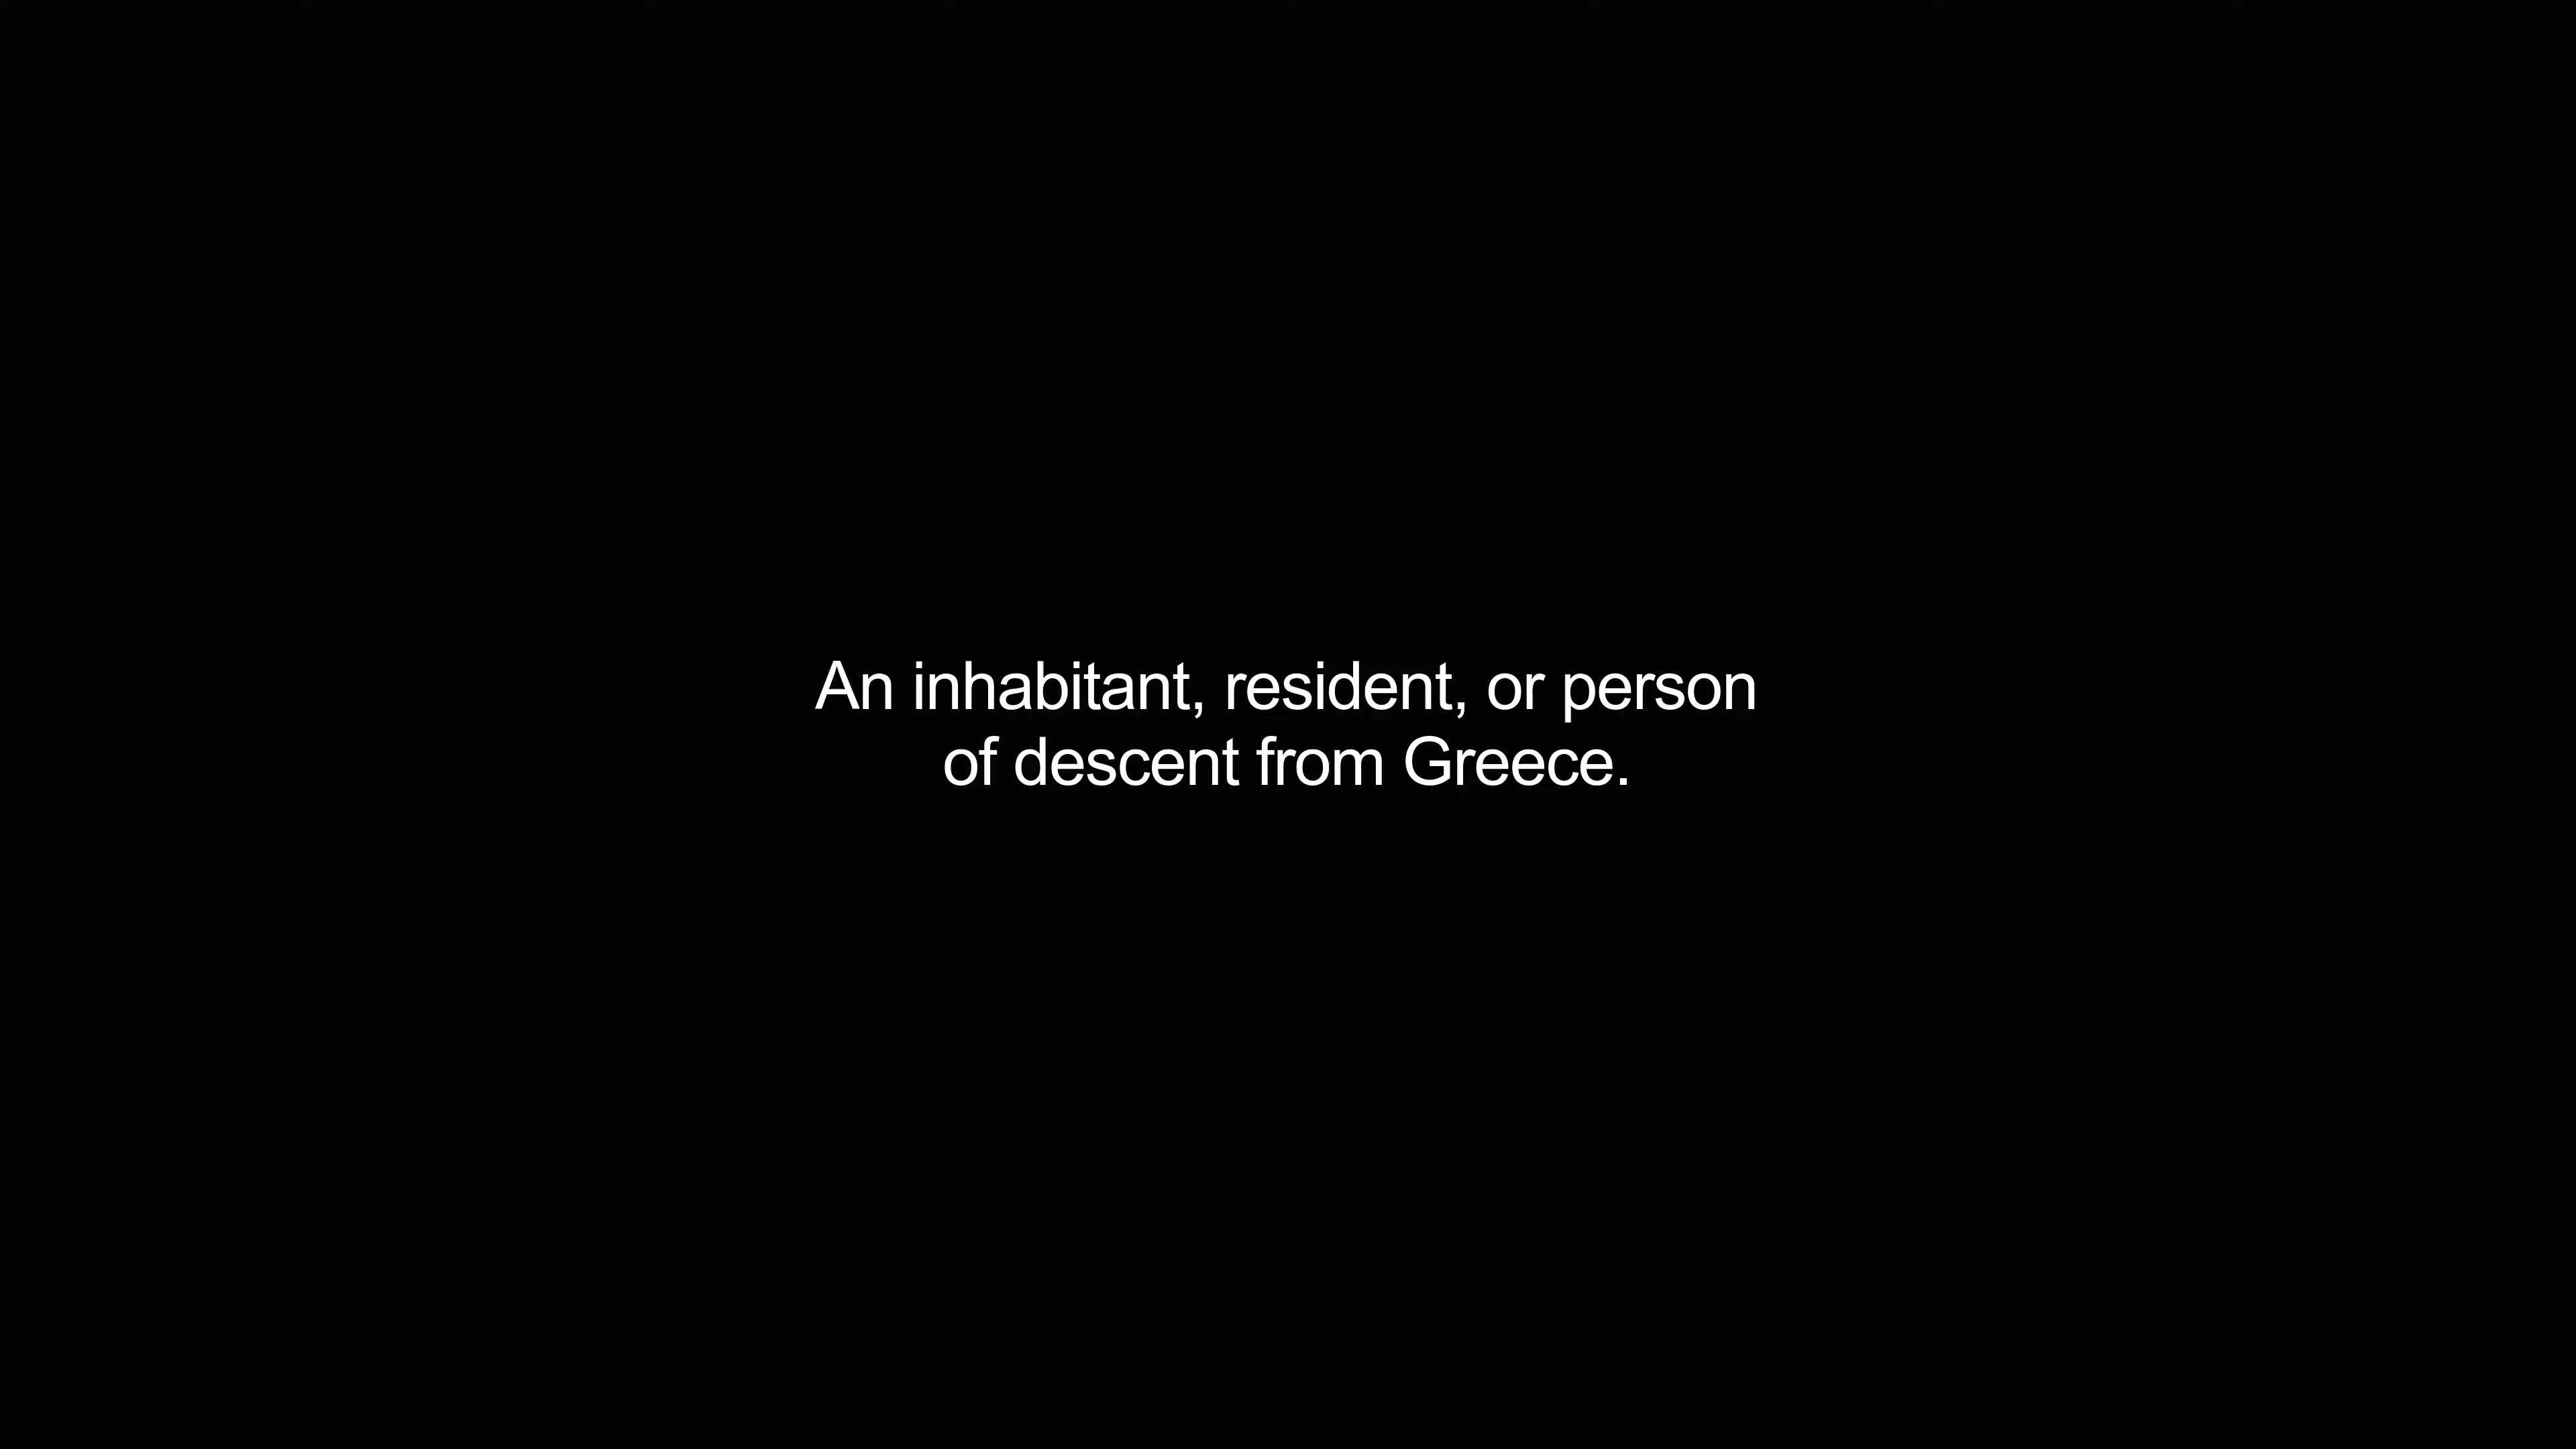 An inhabitant, resident, or person
of descent from Greece.